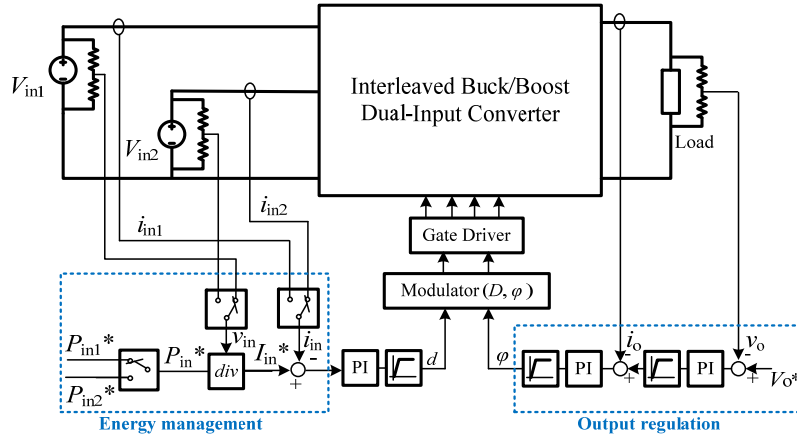 Interleaved Buck/Boost
Dual-Input Converter
Vin1
Vin2
Load
iin2
iin1
Gate Driver
Modulator (D, φ)
Pin1*
Pin2*
Pin*
vin
div
Iin*
iin
-
+
PI
d
φ
PI
io
-
+
PI
vo
-
+
Vo*
Energy management
Output regulation